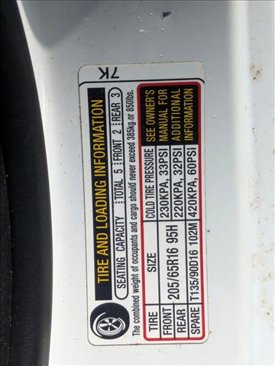 7K
TIRE AND LOADING INFORMATION
SEATING CAPACITY TOTAL 5 FRONT 2 REAR 3
The combined weight of occupants and cargo should never exceed 385kg or 850lbs.
TIRE SIZE COLD TIRE PRESSURE
FRONT 205/65R16 95H 230KPA, 33PSI
REAR 220KPA, 32PSI
SPARE T135/90D16 102M 420KPA, 60PSI
SEE OWNER'S
MANUAL FOR
ADDITIONAL
INFORMATION